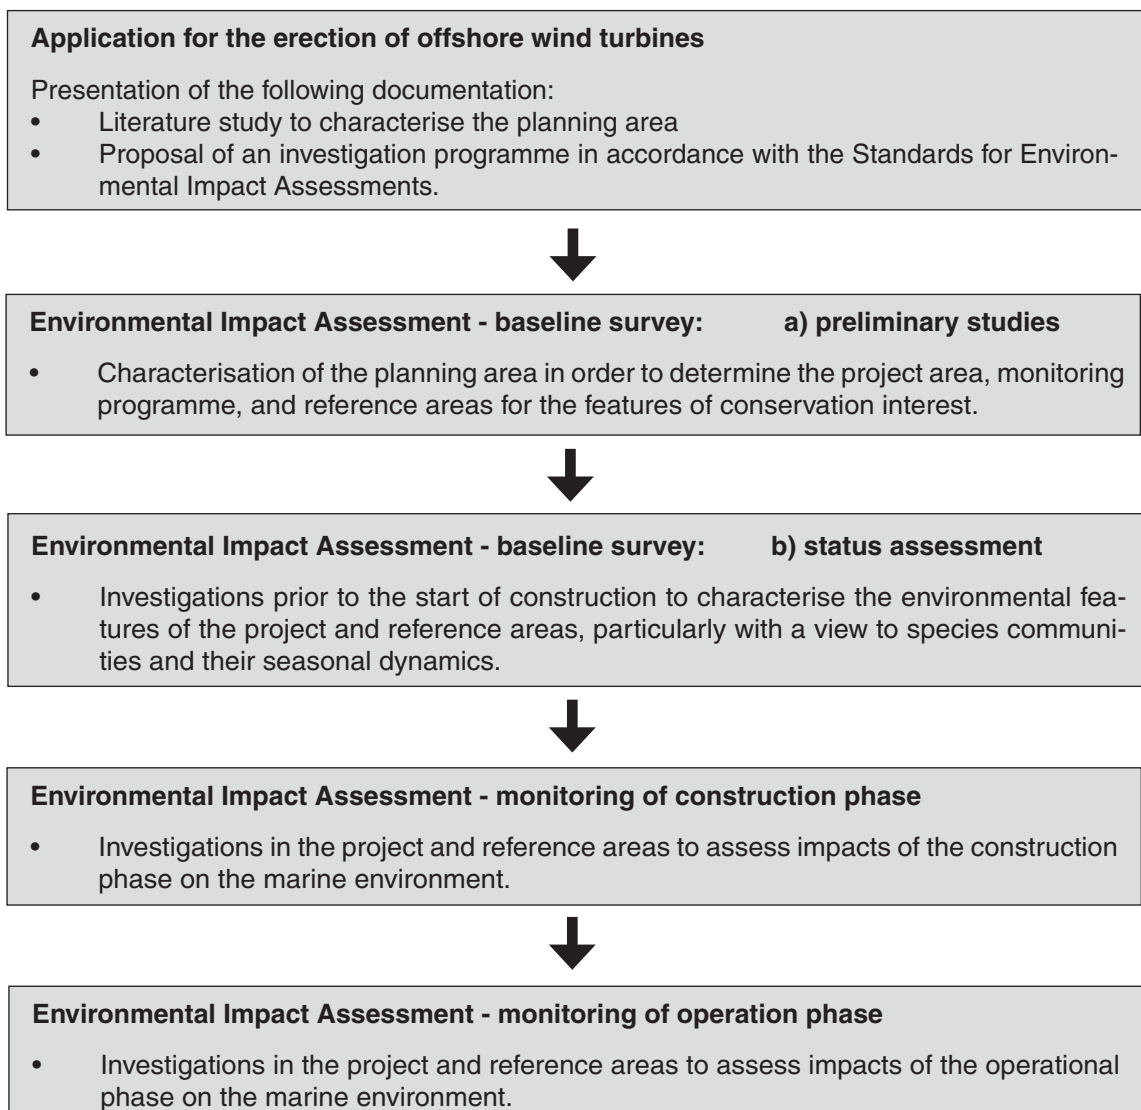 Application for the erection of offshore wind turbines
Presentation of the following documentation:
• Literature study to characterise the planning area
• Proposal of an investigation programme in accordance with the Standards for Environ-
mental Impact Assessments.
Environmental Impact Assessment - baseline survey: a) preliminary studies
• Characterisation of the planning area in order to determine the project area, monitoring
programme, and reference areas for the features of conservation interest.
Environmental Impact Assessment - baseline survey: b) status assessment
• Investigations prior to the start of construction to characterise the environmental fea-
tures of the project and reference areas, particularly with a view to species communi-
ties and their seasonal dynamics.
Environmental Impact Assessment - monitoring of construction phase
• Investigations in the project and reference areas to assess impacts of the construction
phase on the marine environment.
Environmental Impact Assessment - monitoring of operation phase
• Investigations in the project and reference areas to assess impacts of the operational
phase on the marine environment.